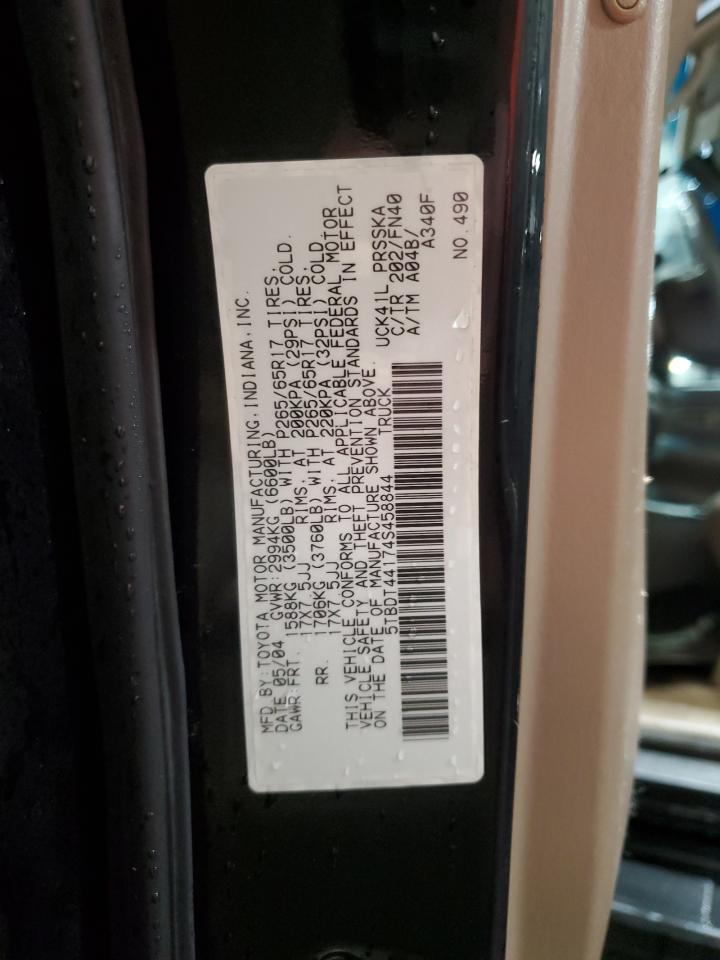 MFD BY: TOYOTA MOTOR MANUFACTURING, INDIANA, INC.
DATE 05/04 GVWR: 2994KG (6600LB)
GAWR: FRT. 1588KG (3500LB) WITH P265/65R17 TIRES,
17X7.5JJ RIMS, AT 200KPA (29PSI) COLD.
RR. 1706KG (3760LB) WITH P265/65R17 TIRES,
17X7.5JJ RIMS, AT 220KPA (32PSI) COLD.
THIS VEHICLE CONFORMS TO ALL APPLICABLE FEDERAL MOTOR
VEHICLE SAFETY AND THEFT PREVENTION STANDARDS IN EFFECT
ON THE DATE OF MANUFACTURE SHOWN ABOVE.
5TBDT44174S458844 TRUCK
UCK41L PRSSKA
C/TR 202/FN40
A/TM A04B/
A340F
NO.490